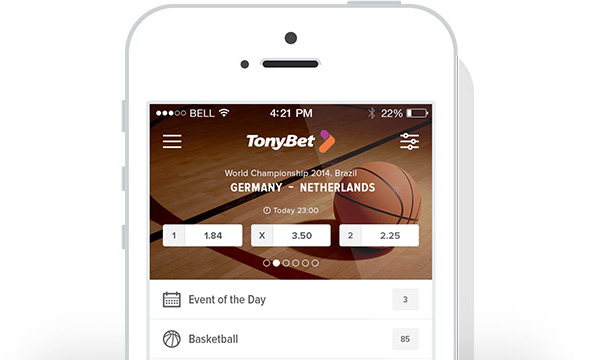 BELL 4:21 PM 22%
TonyBet
World Championship 2014. Brazil
GERMANY - NETHERLANDS
Today 23:00
1 1.84 X 3.50 2 2.25
Event of the Day 3
Basketball 85